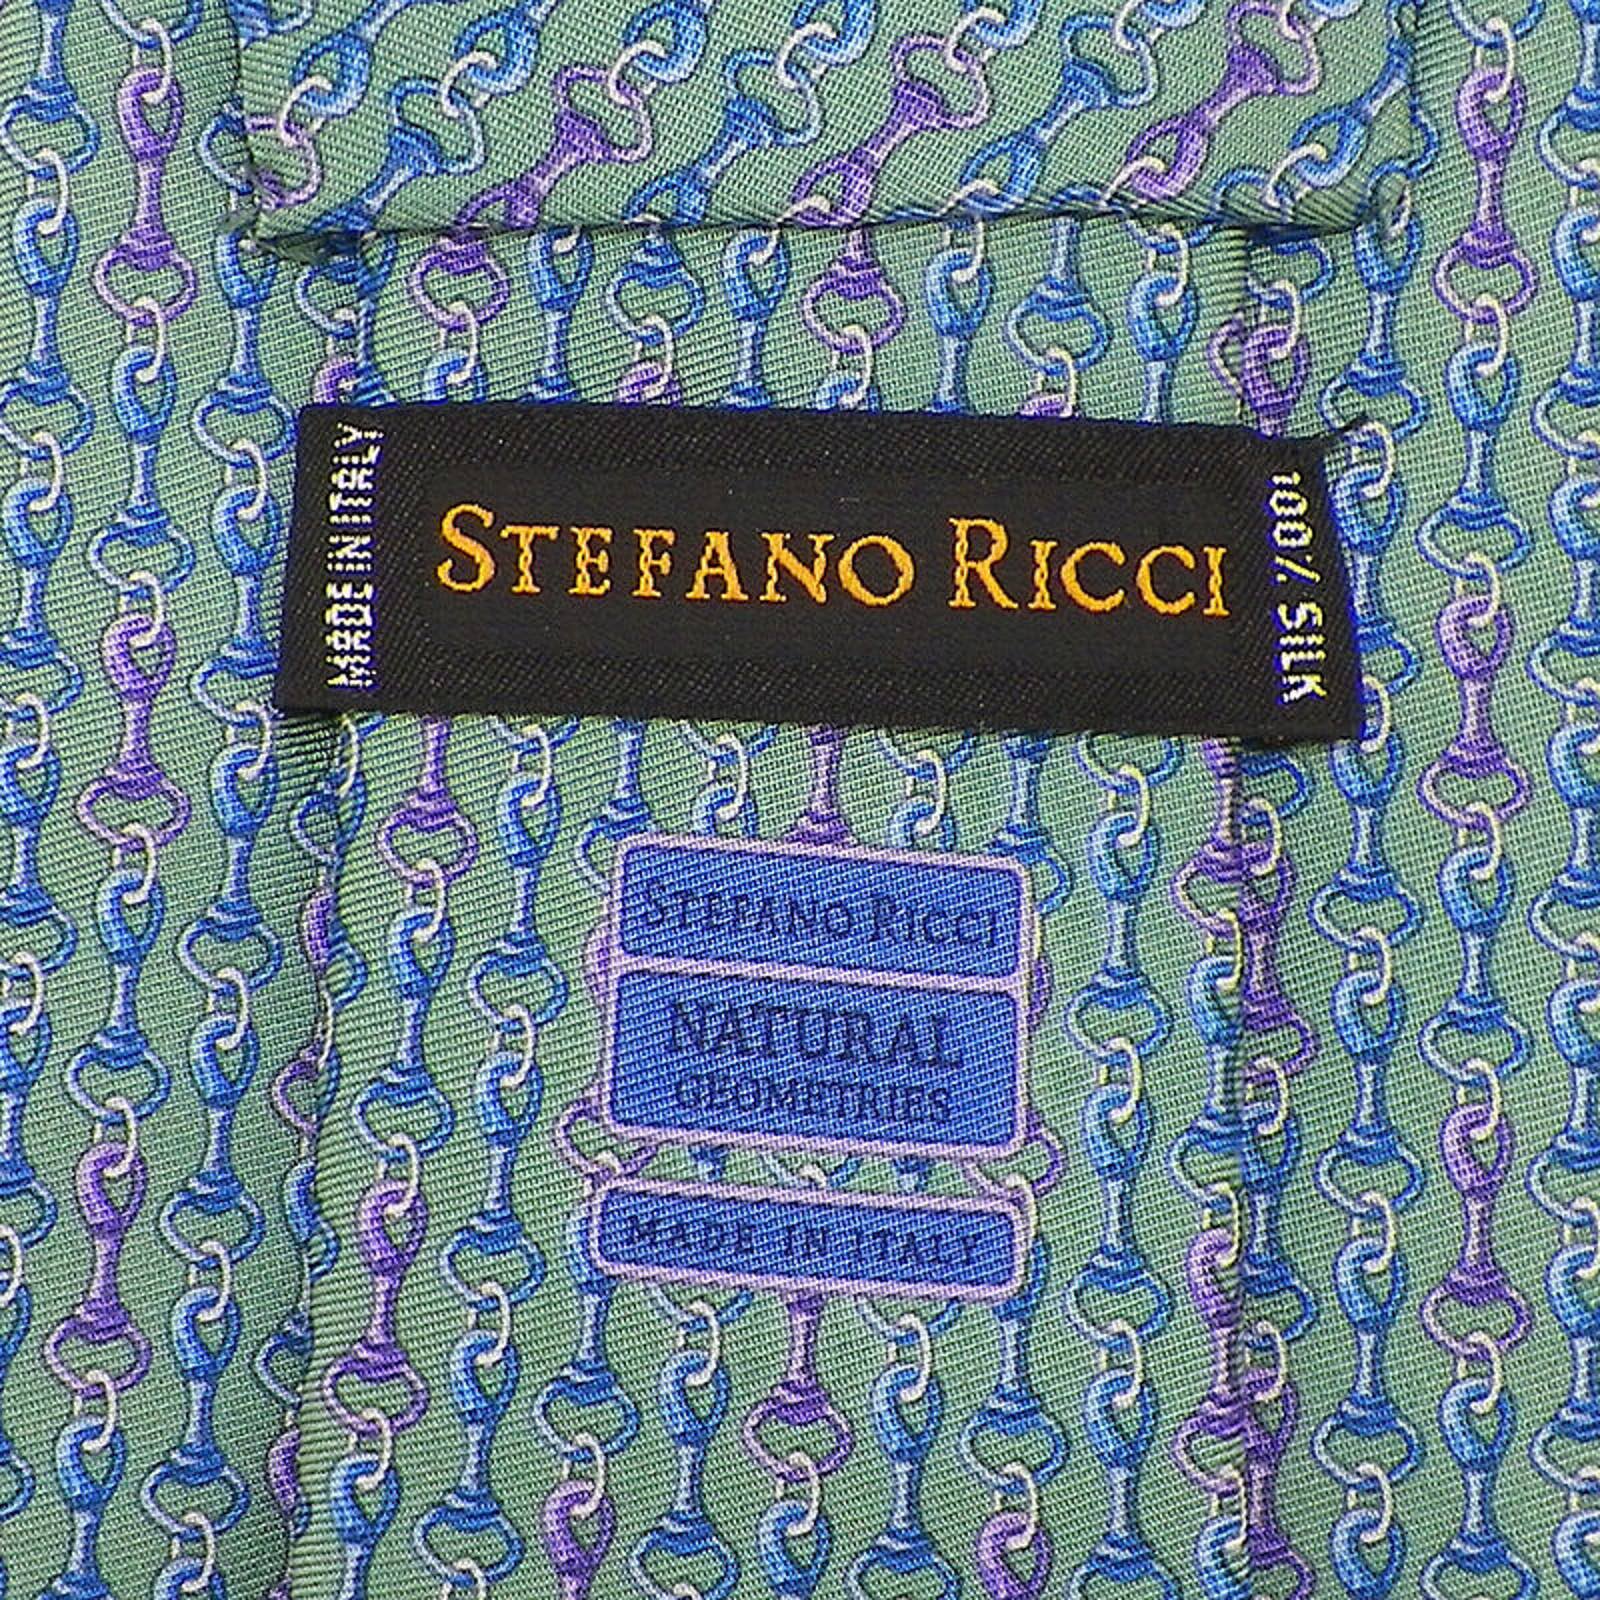 MADE IN ITALY
STEFANO RICCI
100% SILK
STEFANO RICCI
NATURAL
GEOMETRIES
MADE IN ITALY